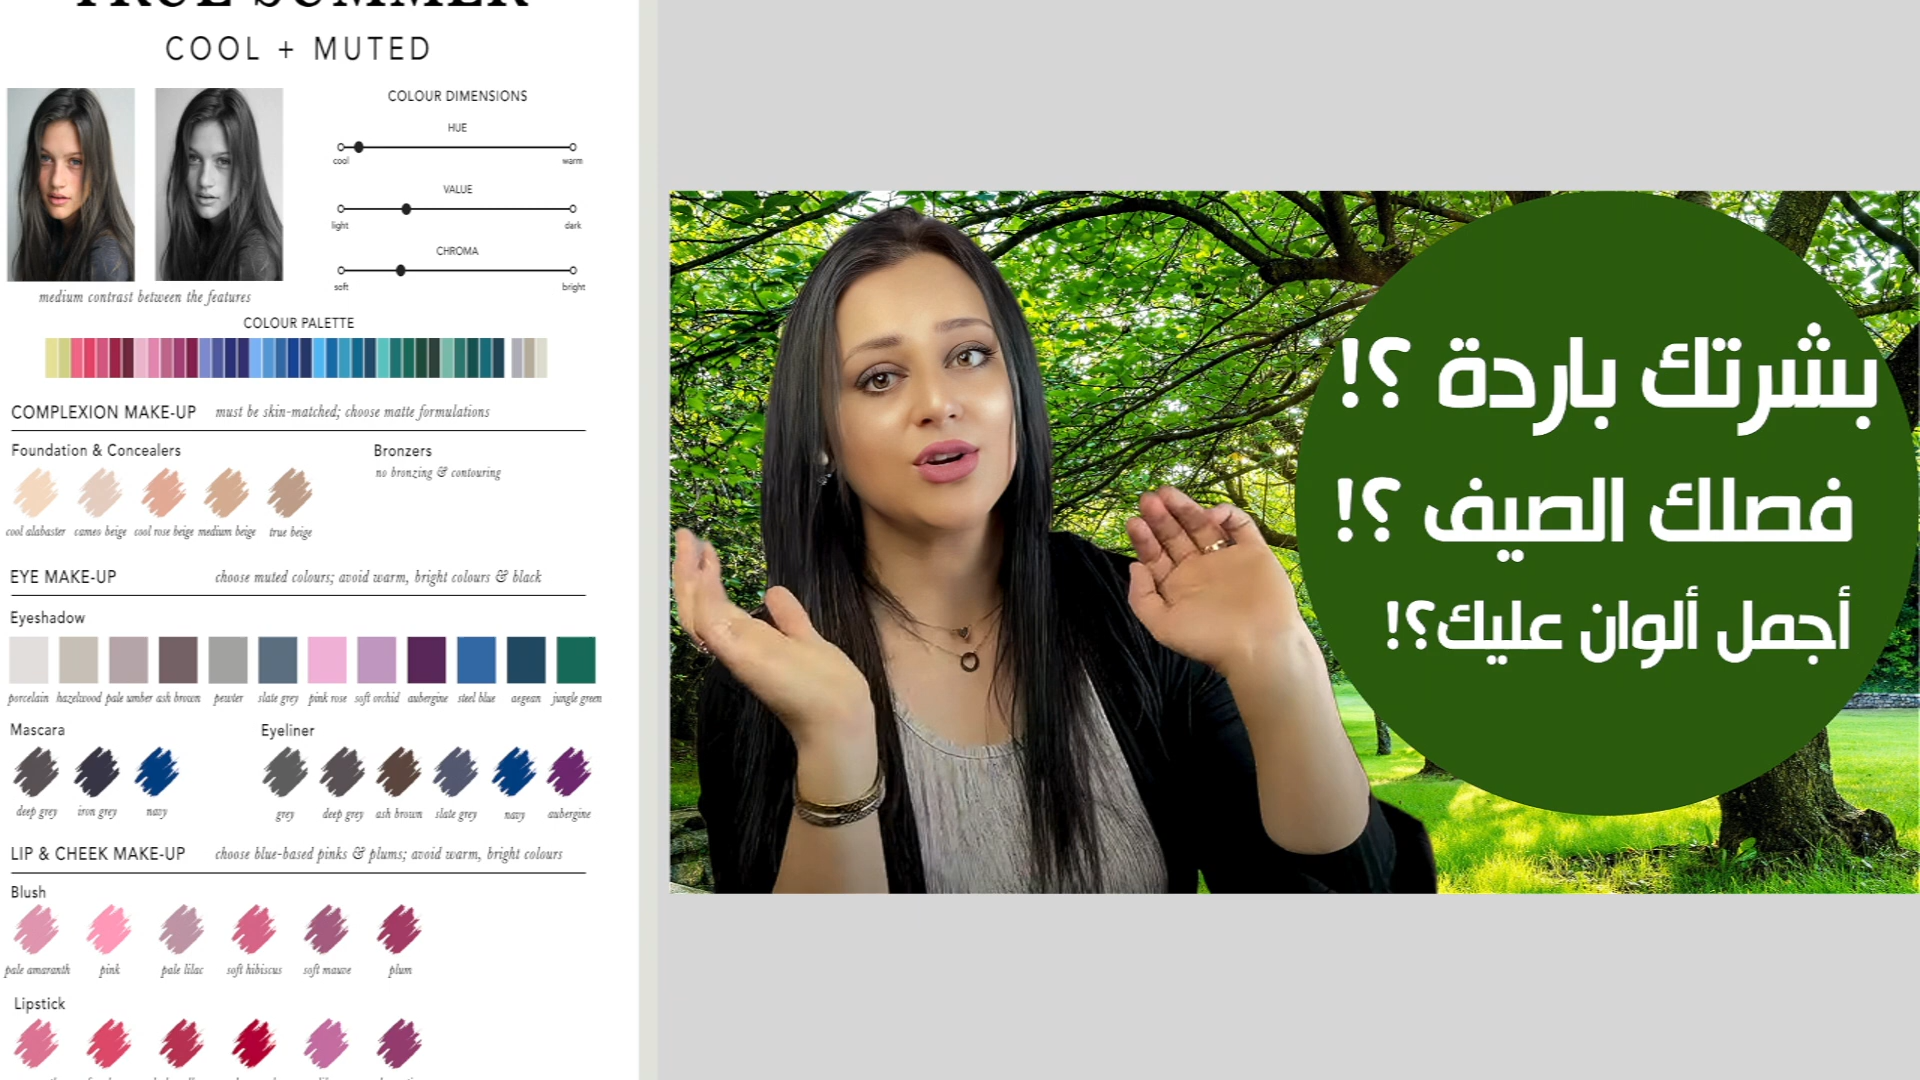 TRUE SUMMER
COOL + MUTED
COLOUR DIMENSIONS
HUE
cool warm
VALUE
light dark
CHROMA
soft bright
medium contrast between the features
COLOUR PALETTE
COMPLEXION MAKE-UP must be skin-matched; choose matte formulations
Foundation & Concealers
cool alabaster cameo beige cool rose beige medium beige true beige
Bronzers
no bronzing & contouring
EYE MAKE-UP choose muted colours; avoid warm, bright colours & black
Eyeshadow
porcelain hazelwood pale umber ash brown pewter slate grey pink rose soft orchid aubergine steel blue aegean jungle green
Mascara
deep grey iron grey navy
Eyeliner
grey deep grey ash brown slate grey navy aubergine
LIP & CHEEK MAKE-UP choose blue-based pinks & plums; avoid warm, bright colours
Blush
pale amaranth pink pale lilac soft hibiscus soft mauve plum
Lipstick
بشرتك باردة ؟!
فصلك الصيف ؟!
أجمل ألوان عليك؟!